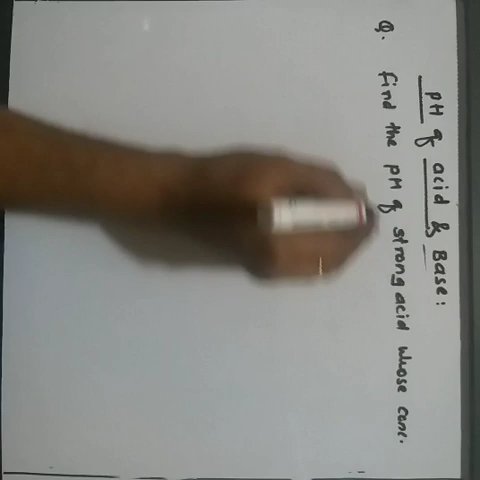 pH of acid & Base:
Q. find the pH of strong acid whose conc.